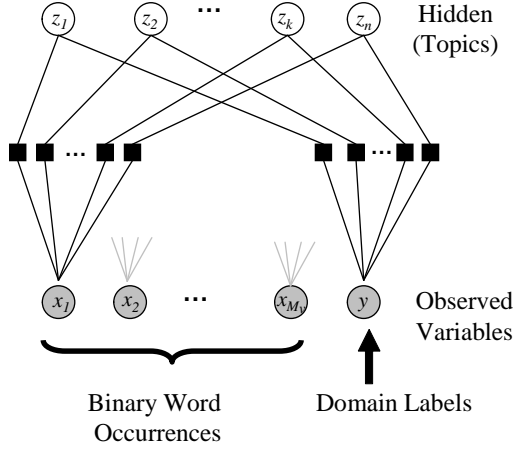 z1 z2 ... zk zn Hidden
(Topics)
... ...
x1 x2 ... xMv y Observed
Variables
Binary Word Domain Labels
Occurrences